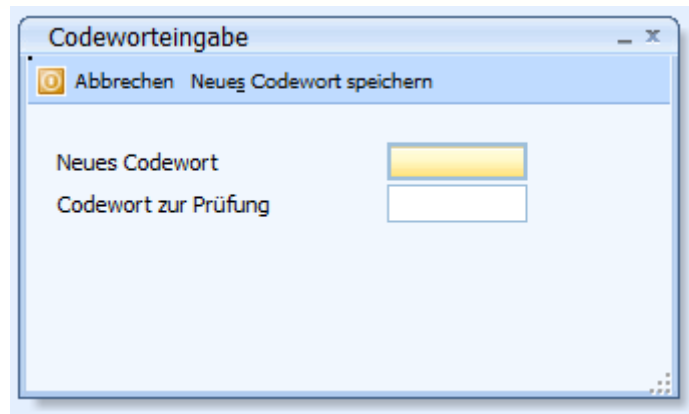 Codeworteingabe
Abbrechen Neues Codewort speichern
Neues Codewort
Codewort zur Prüfung